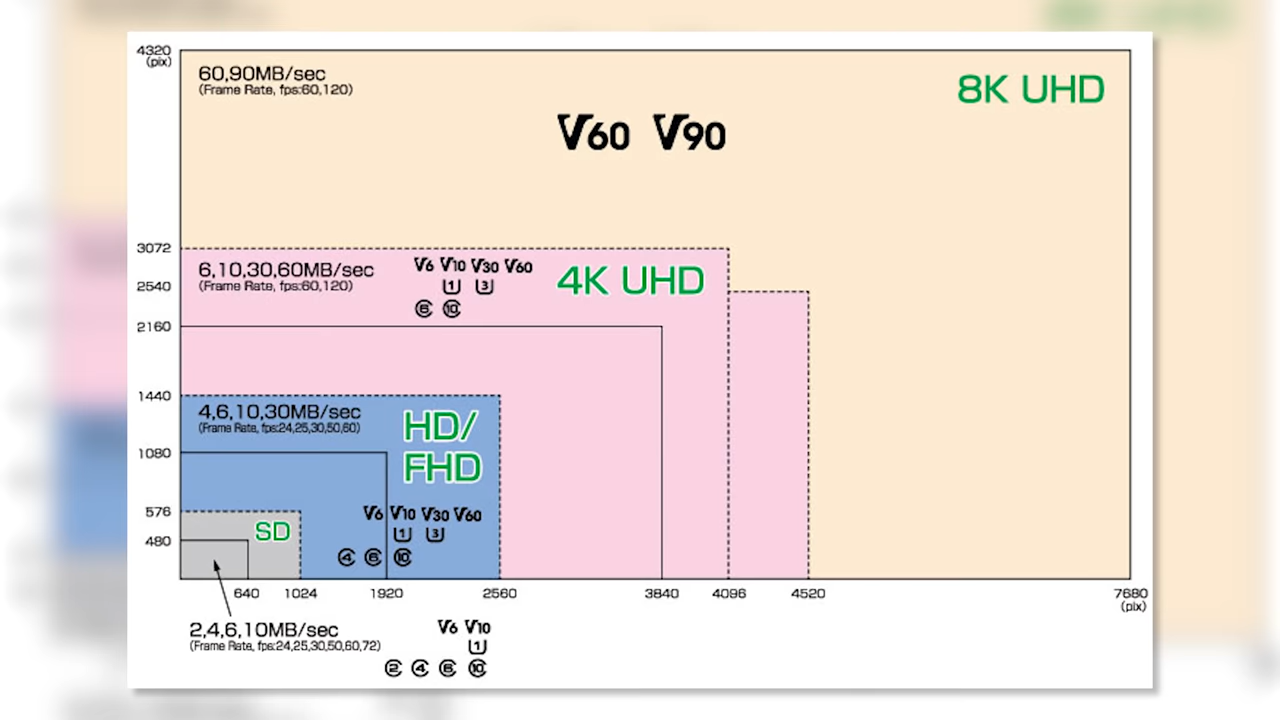 4320
(pix)
60,90MB/sec
(Frame Rate, fps:60,120)
8K UHD
V60 V90
3072
6,10,30,60MB/sec
(Frame Rate, fps:60,120)
V6 V10 V30 V60
1 3
6 10
4K UHD
2540
2160
1440
4,6,10,30MB/sec
(Frame Rate, fps:24,25,30,50,60)
HD/
FHD
1080
V6 V10 V30 V60
1 3
4 6 10
576
SD
480
640 1024 1920 2560 3840 4096 4520 7680
(pix)
2,4,6,10MB/sec
(Frame Rate, fps:24,25,30,50,60,72)
V6 V10
1
2 4 6 10